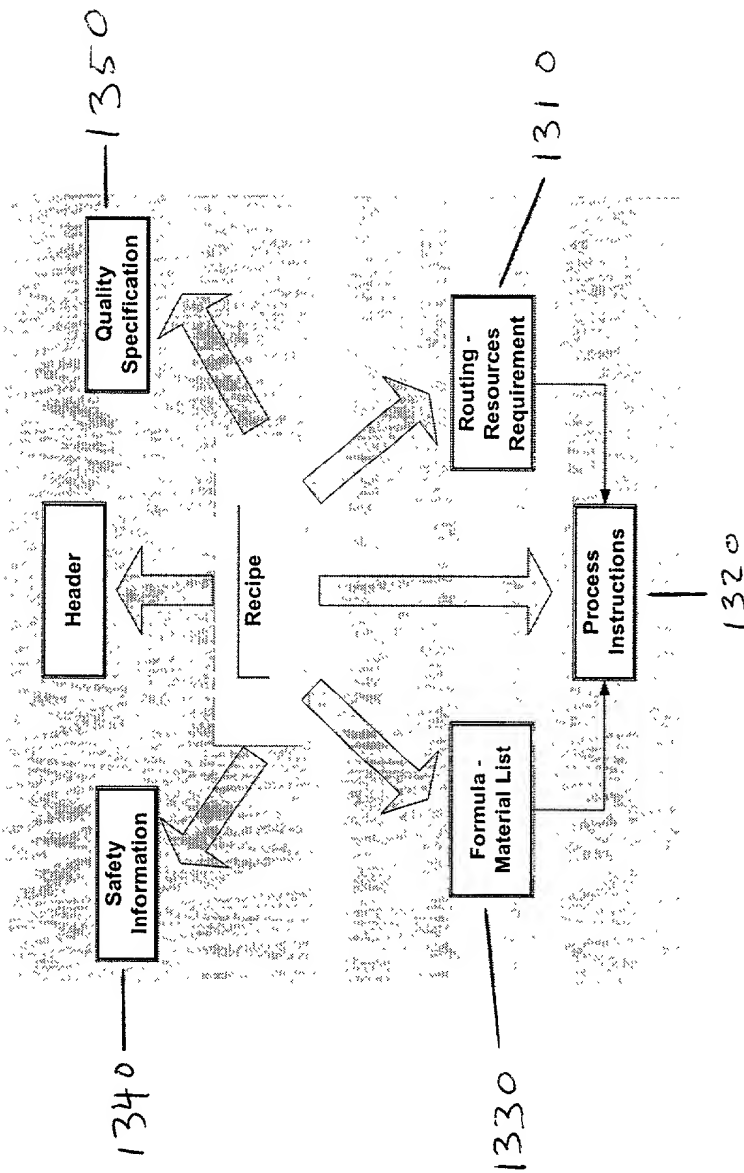 1340
Safety
Information
Header
Quality
Specification
1350
Recipe
1330
Formula -
Material List
Process
Instructions
1320
Routing -
Resources
Requirement
1310